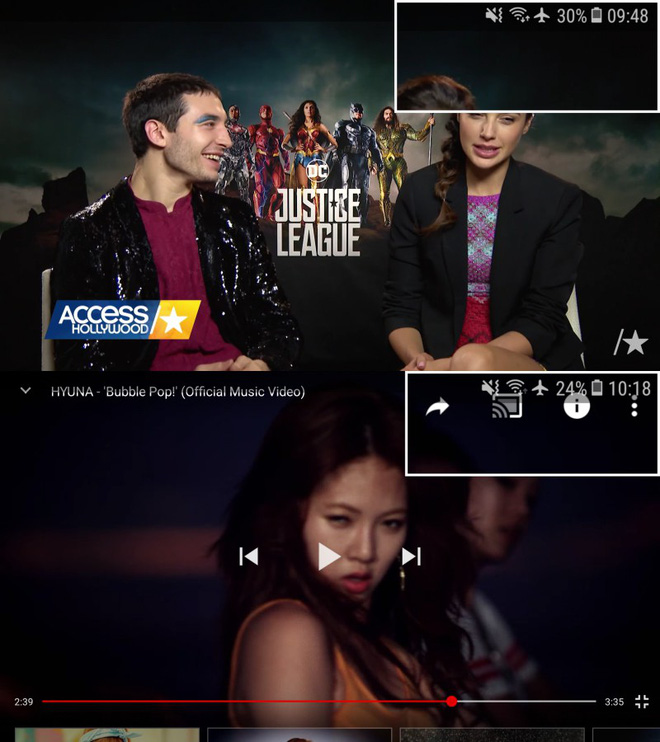 30% 09:48
DC
JUSTICE
LEAGUE
ACCESS
HOLLYWOOD
HYUNA - 'Bubble Pop!' (Official Music Video)
24% 10:18
2:39
3:35